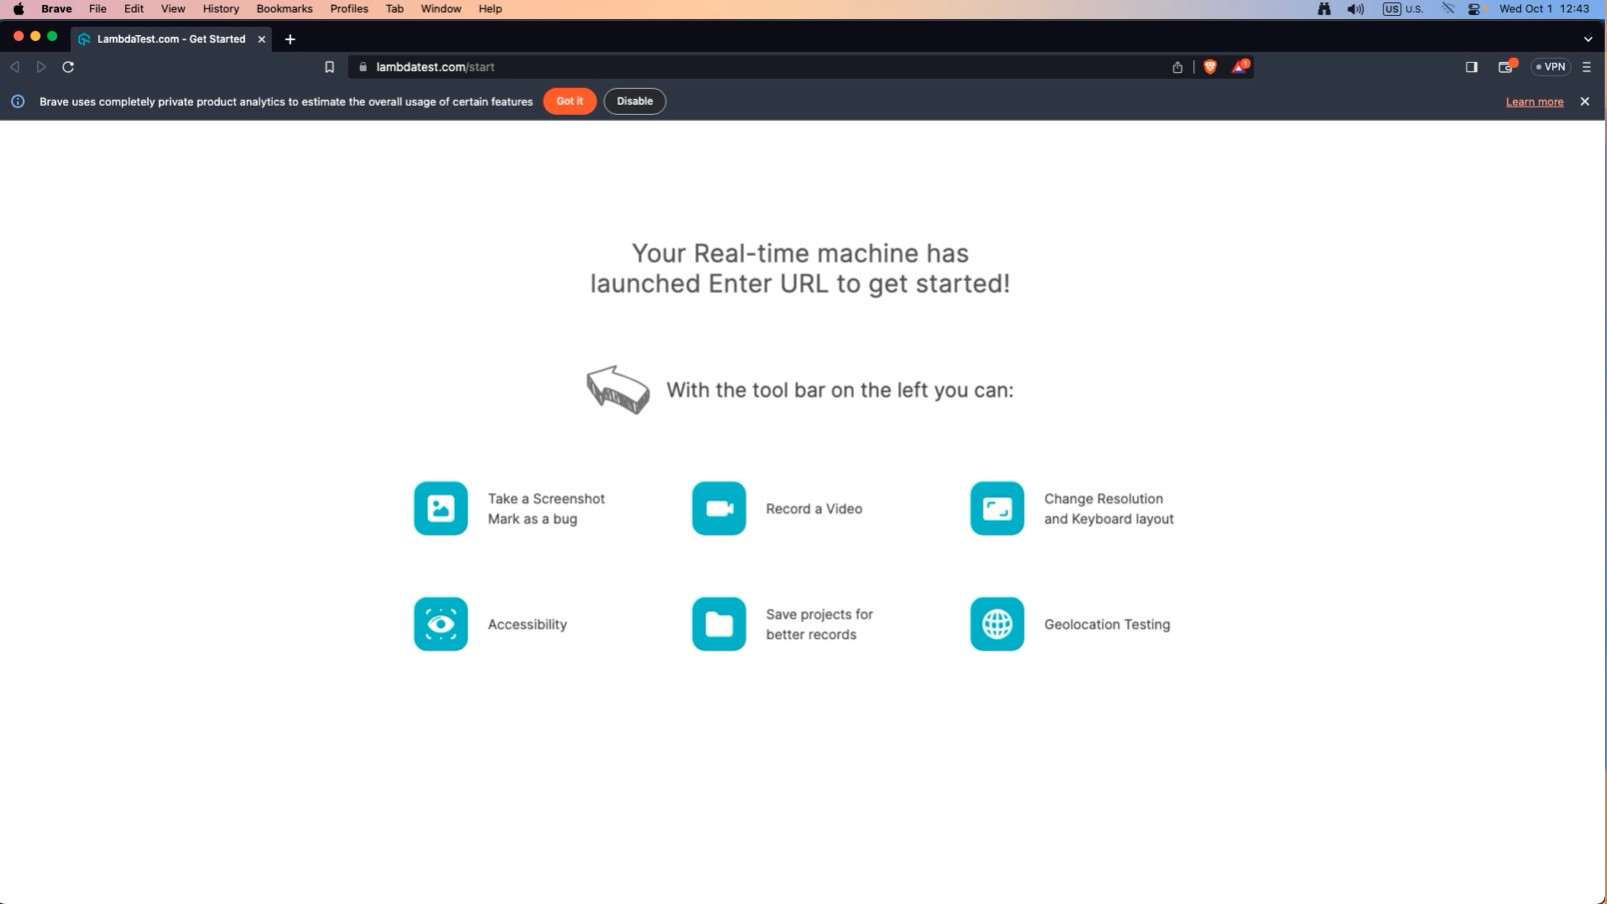 Brave File Edit View History Bookmarks Profiles Tab Window Help US U.S. Wed Oct 1 12:43
LambdaTest.com - Get Started
lambdatest.com/start 1 VPN
Brave uses completely private product analytics to estimate the overall usage of certain features Got it Disable Learn more
Your Real-time machine has
launched Enter URL to get started!
With the tool bar on the left you can:
Take a Screenshot
Mark as a bug
Record a Video
Change Resolution
and Keyboard layout
Accessibility
Save projects for
better records
Geolocation Testing